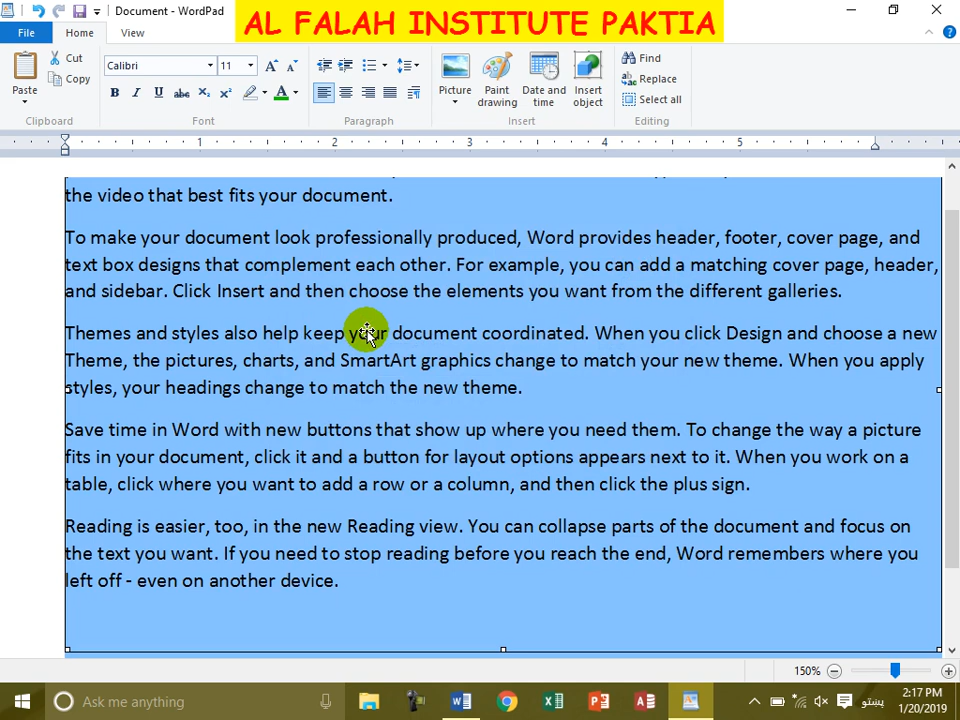 Document - WordPad
AL FALAH INSTITUTE PAKTIA
File
Home
View
Paste
Cut
Copy
Clipboard
Calibri
11
Font
Paragraph
Picture
Paint drawing
Date and time
Insert object
Insert
Find
Replace
Select all
Editing
1 2 3 4 5
the video that best fits your document.
To make your document look professionally produced, Word provides header, footer, cover page, and
text box designs that complement each other. For example, you can add a matching cover page, header,
and sidebar. Click Insert and then choose the elements you want from the different galleries.
Themes and styles also help keep your document coordinated. When you click Design and choose a new
Theme, the pictures, charts, and SmartArt graphics change to match your new theme. When you apply
styles, your headings change to match the new theme.
Save time in Word with new buttons that show up where you need them. To change the way a picture
fits in your document, click it and a button for layout options appears next to it. When you work on a
table, click where you want to add a row or a column, and then click the plus sign.
Reading is easier, too, in the new Reading view. You can collapse parts of the document and focus on
the text you want. If you need to stop reading before you reach the end, Word remembers where you
left off - even on another device.
150%
Ask me anything
پښتو
2:17 PM
1/20/2019